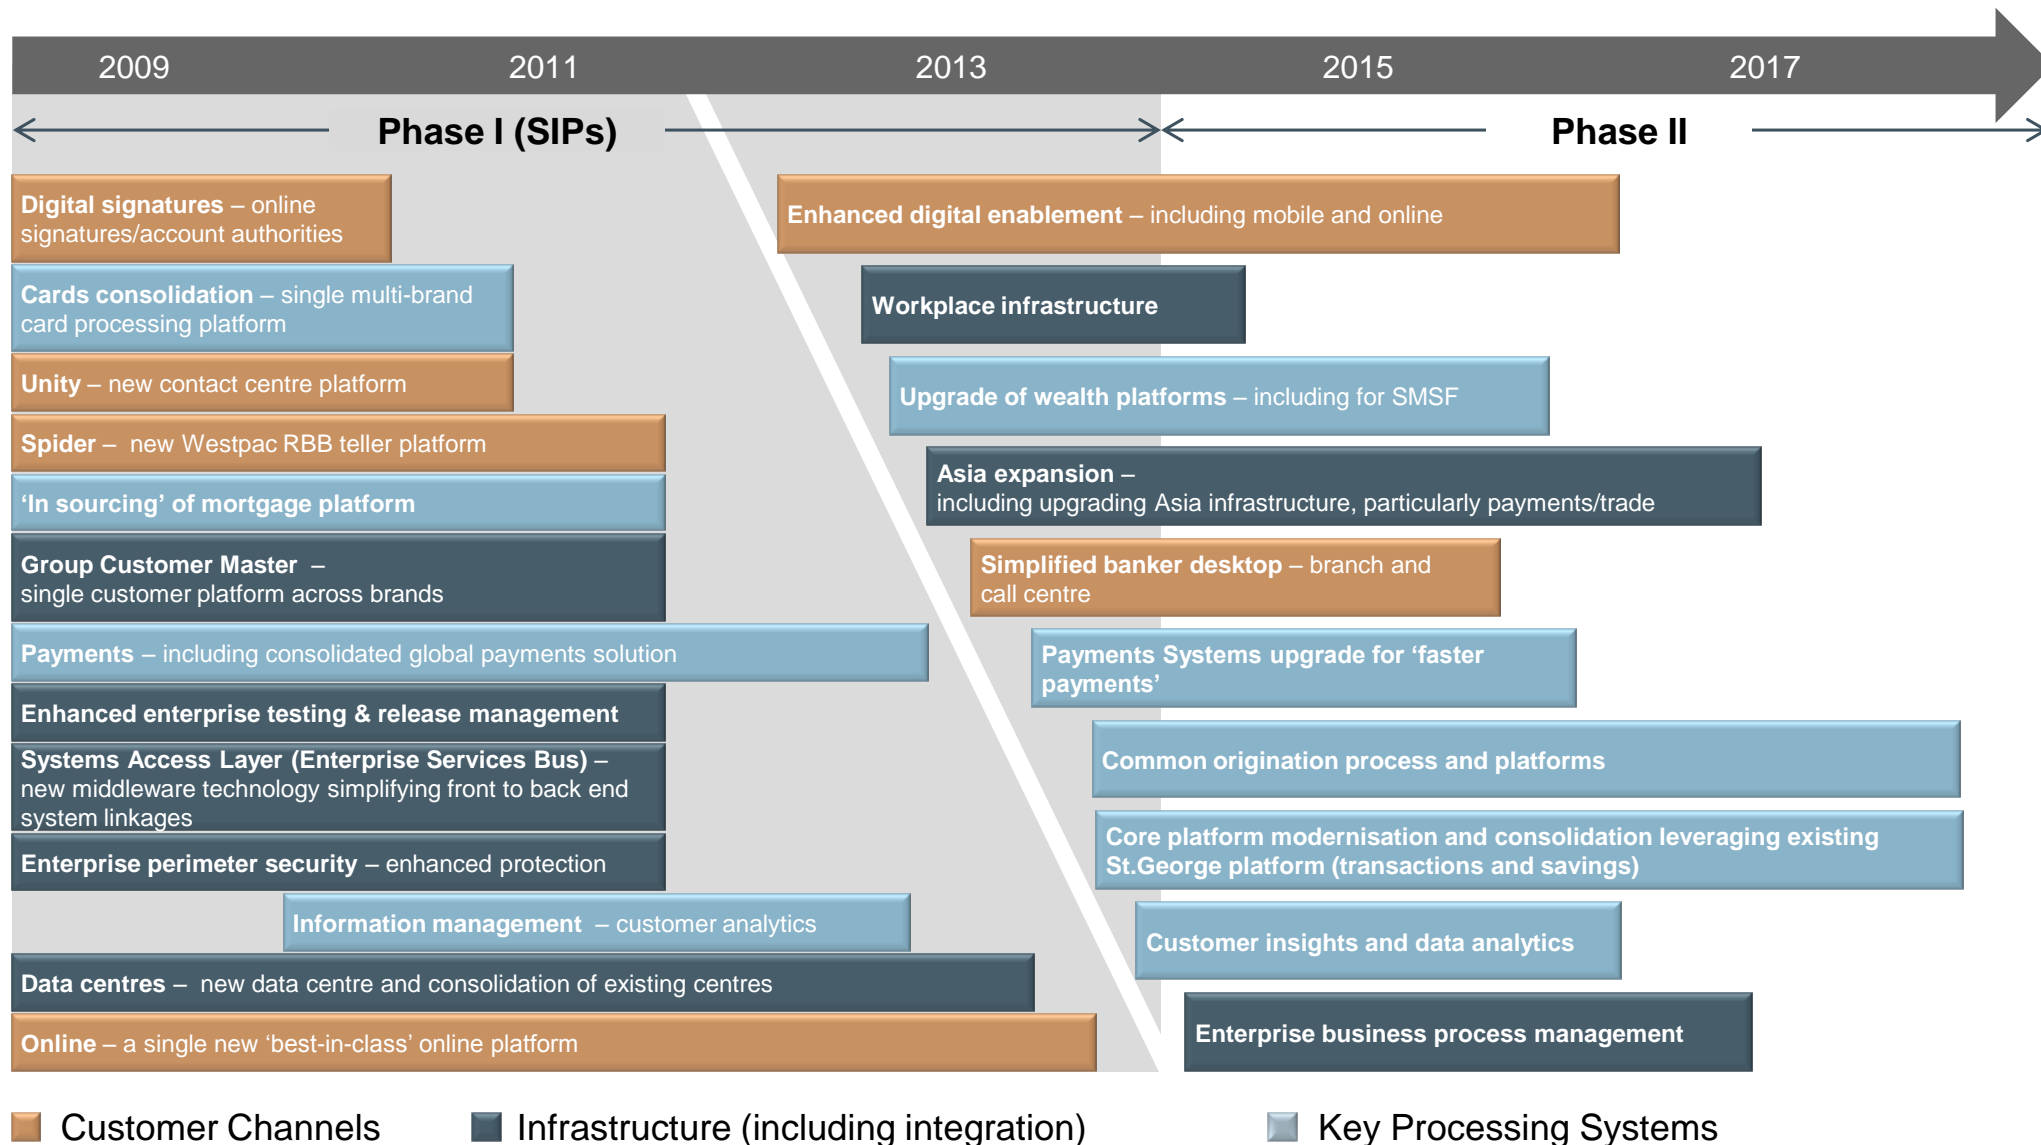 2009 2011 2013 2015 2017
Phase I (SIPs) Phase II
Digital signatures – online
signatures/account authorities
Cards consolidation – single multi-brand
card processing platform
Unity – new contact centre platform
Spider –  new Westpac RBB teller platform
‘In sourcing’ of mortgage platform
Group Customer Master  –
single customer platform across brands
Payments – including consolidated global payments solution
Enhanced enterprise testing & release management
Systems Access Layer (Enterprise Services Bus) –
new middleware technology simplifying front to back end
system linkages
Enterprise perimeter security – enhanced protection
Information management  – customer analytics
Data centres –  new data centre and consolidation of existing centres
Online – a single new ‘best-in-class’ online platform
Enhanced digital enablement – including mobile and online
Workplace infrastructure
Upgrade of wealth platforms – including for SMSF
Asia expansion –
including upgrading Asia infrastructure, particularly payments/trade
Simplified banker desktop – branch and
call centre
Payments Systems upgrade for ‘faster
payments’
Common origination process and platforms
Core platform modernisation and consolidation leveraging existing
St.George platform (transactions and savings)
Customer insights and data analytics
Enterprise business process management
Customer Channels
Infrastructure (including integration)
Key Processing Systems